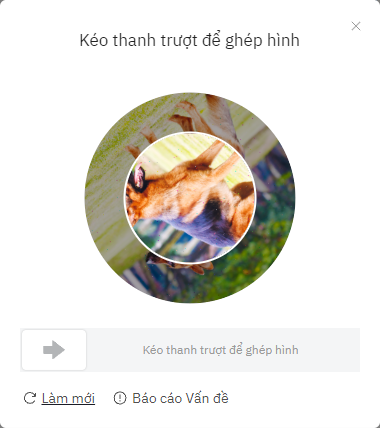 Kéo thanh trượt để ghép hình
Kéo thanh trượt để ghép hình
Làm mới
Báo cáo Vấn đề